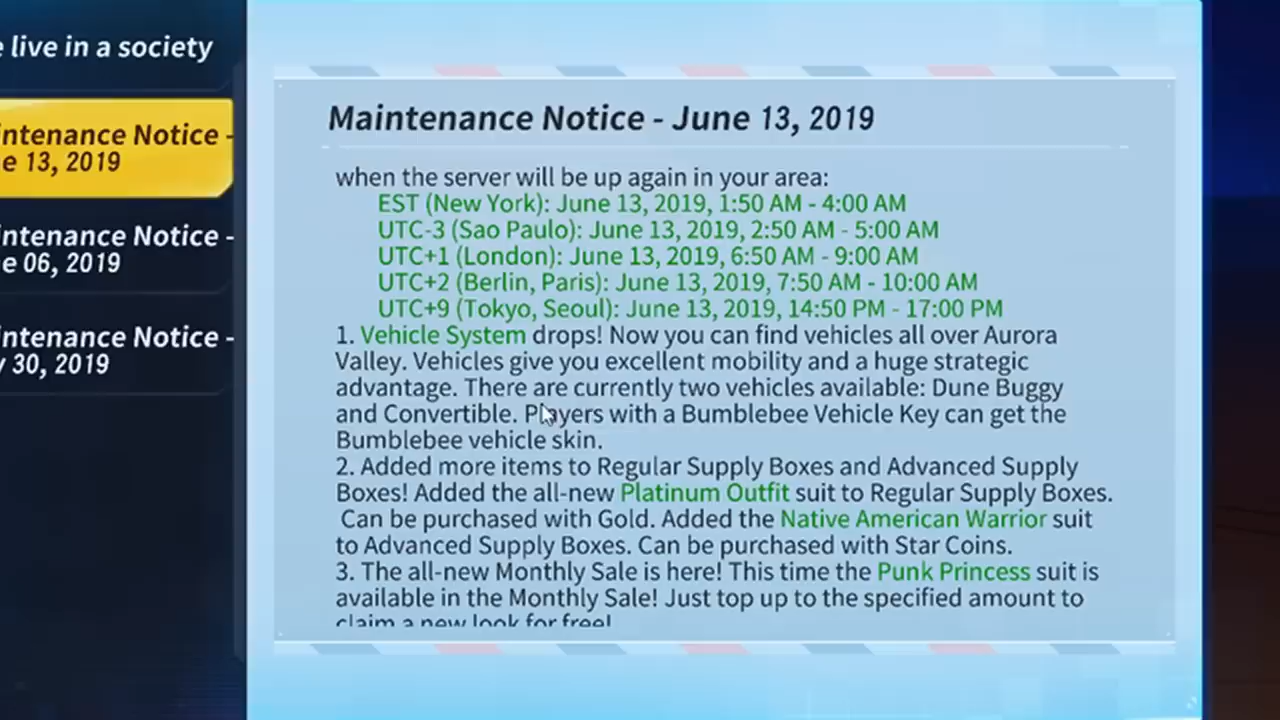 live in a society
ntenance Notice -
e 13, 2019
ntenance Notice -
e 06, 2019
ntenance Notice -
y 30, 2019
Maintenance Notice - June 13, 2019
when the server will be up again in your area:
EST (New York): June 13, 2019, 1:50 AM - 4:00 AM
UTC-3 (Sao Paulo): June 13, 2019, 2:50 AM - 5:00 AM
UTC+1 (London): June 13, 2019, 6:50 AM - 9:00 AM
UTC+2 (Berlin, Paris): June 13, 2019, 7:50 AM - 10:00 AM
UTC+9 (Tokyo, Seoul): June 13, 2019, 14:50 PM - 17:00 PM
1. Vehicle System drops! Now you can find vehicles all over Aurora
Valley. Vehicles give you excellent mobility and a huge strategic
advantage. There are currently two vehicles available: Dune Buggy
and Convertible. Players with a Bumblebee Vehicle Key can get the
Bumblebee vehicle skin.
2. Added more items to Regular Supply Boxes and Advanced Supply
Boxes! Added the all-new Platinum Outfit suit to Regular Supply Boxes.
Can be purchased with Gold. Added the Native American Warrior suit
to Advanced Supply Boxes. Can be purchased with Star Coins.
3. The all-new Monthly Sale is here! This time the Punk Princess suit is
available in the Monthly Sale! Just top up to the specified amount to
claim a new look for free!